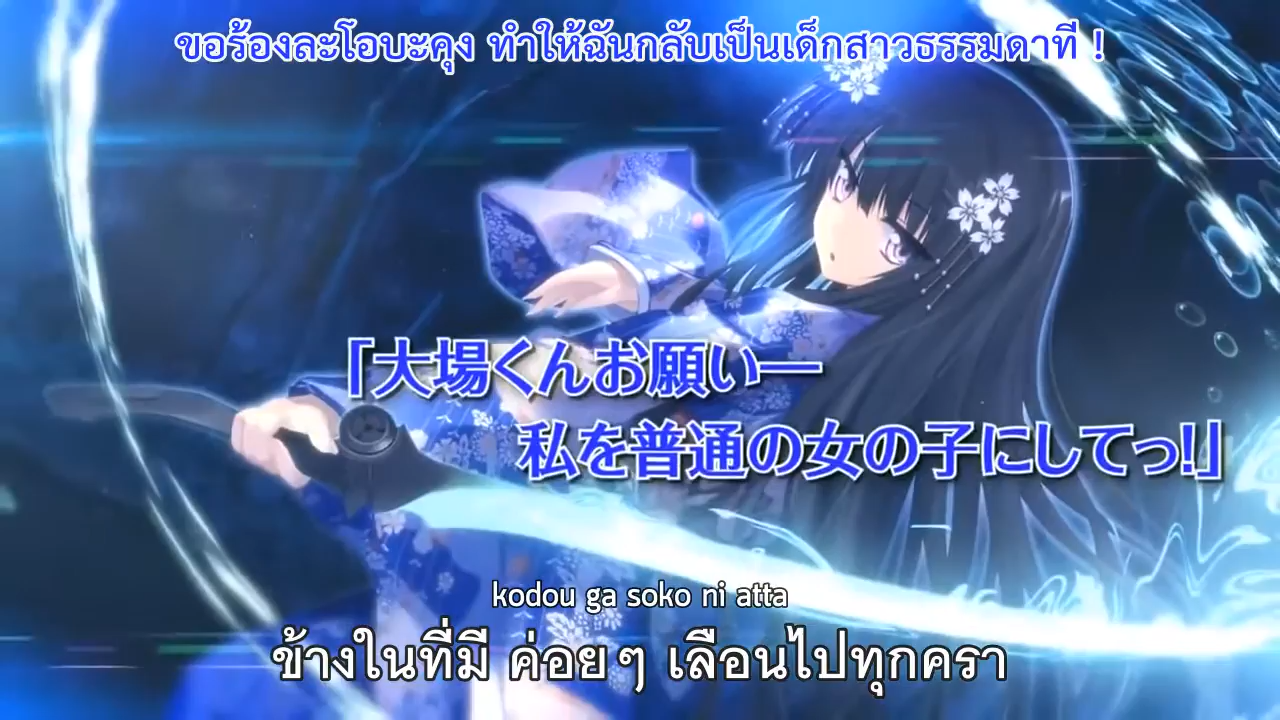 ขอร้องละโอบะคุง ทำให้ฉันกลับเป็นเด็กสาวธรรมดาที !
「大場くんお願い―
私を普通の女の子にしてっ!」
kodou ga soko ni atta
ข้างในที่มี ค่อยๆ เลือนไปทุกครา